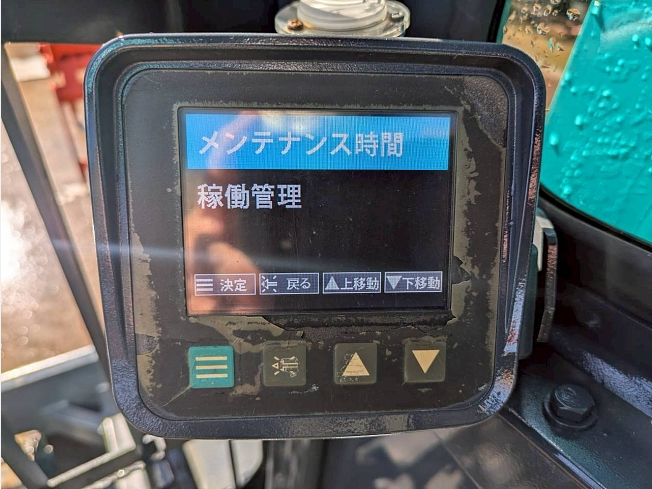 メンテナンス時間
稼働管理
決定 戻る 上移動 下移動